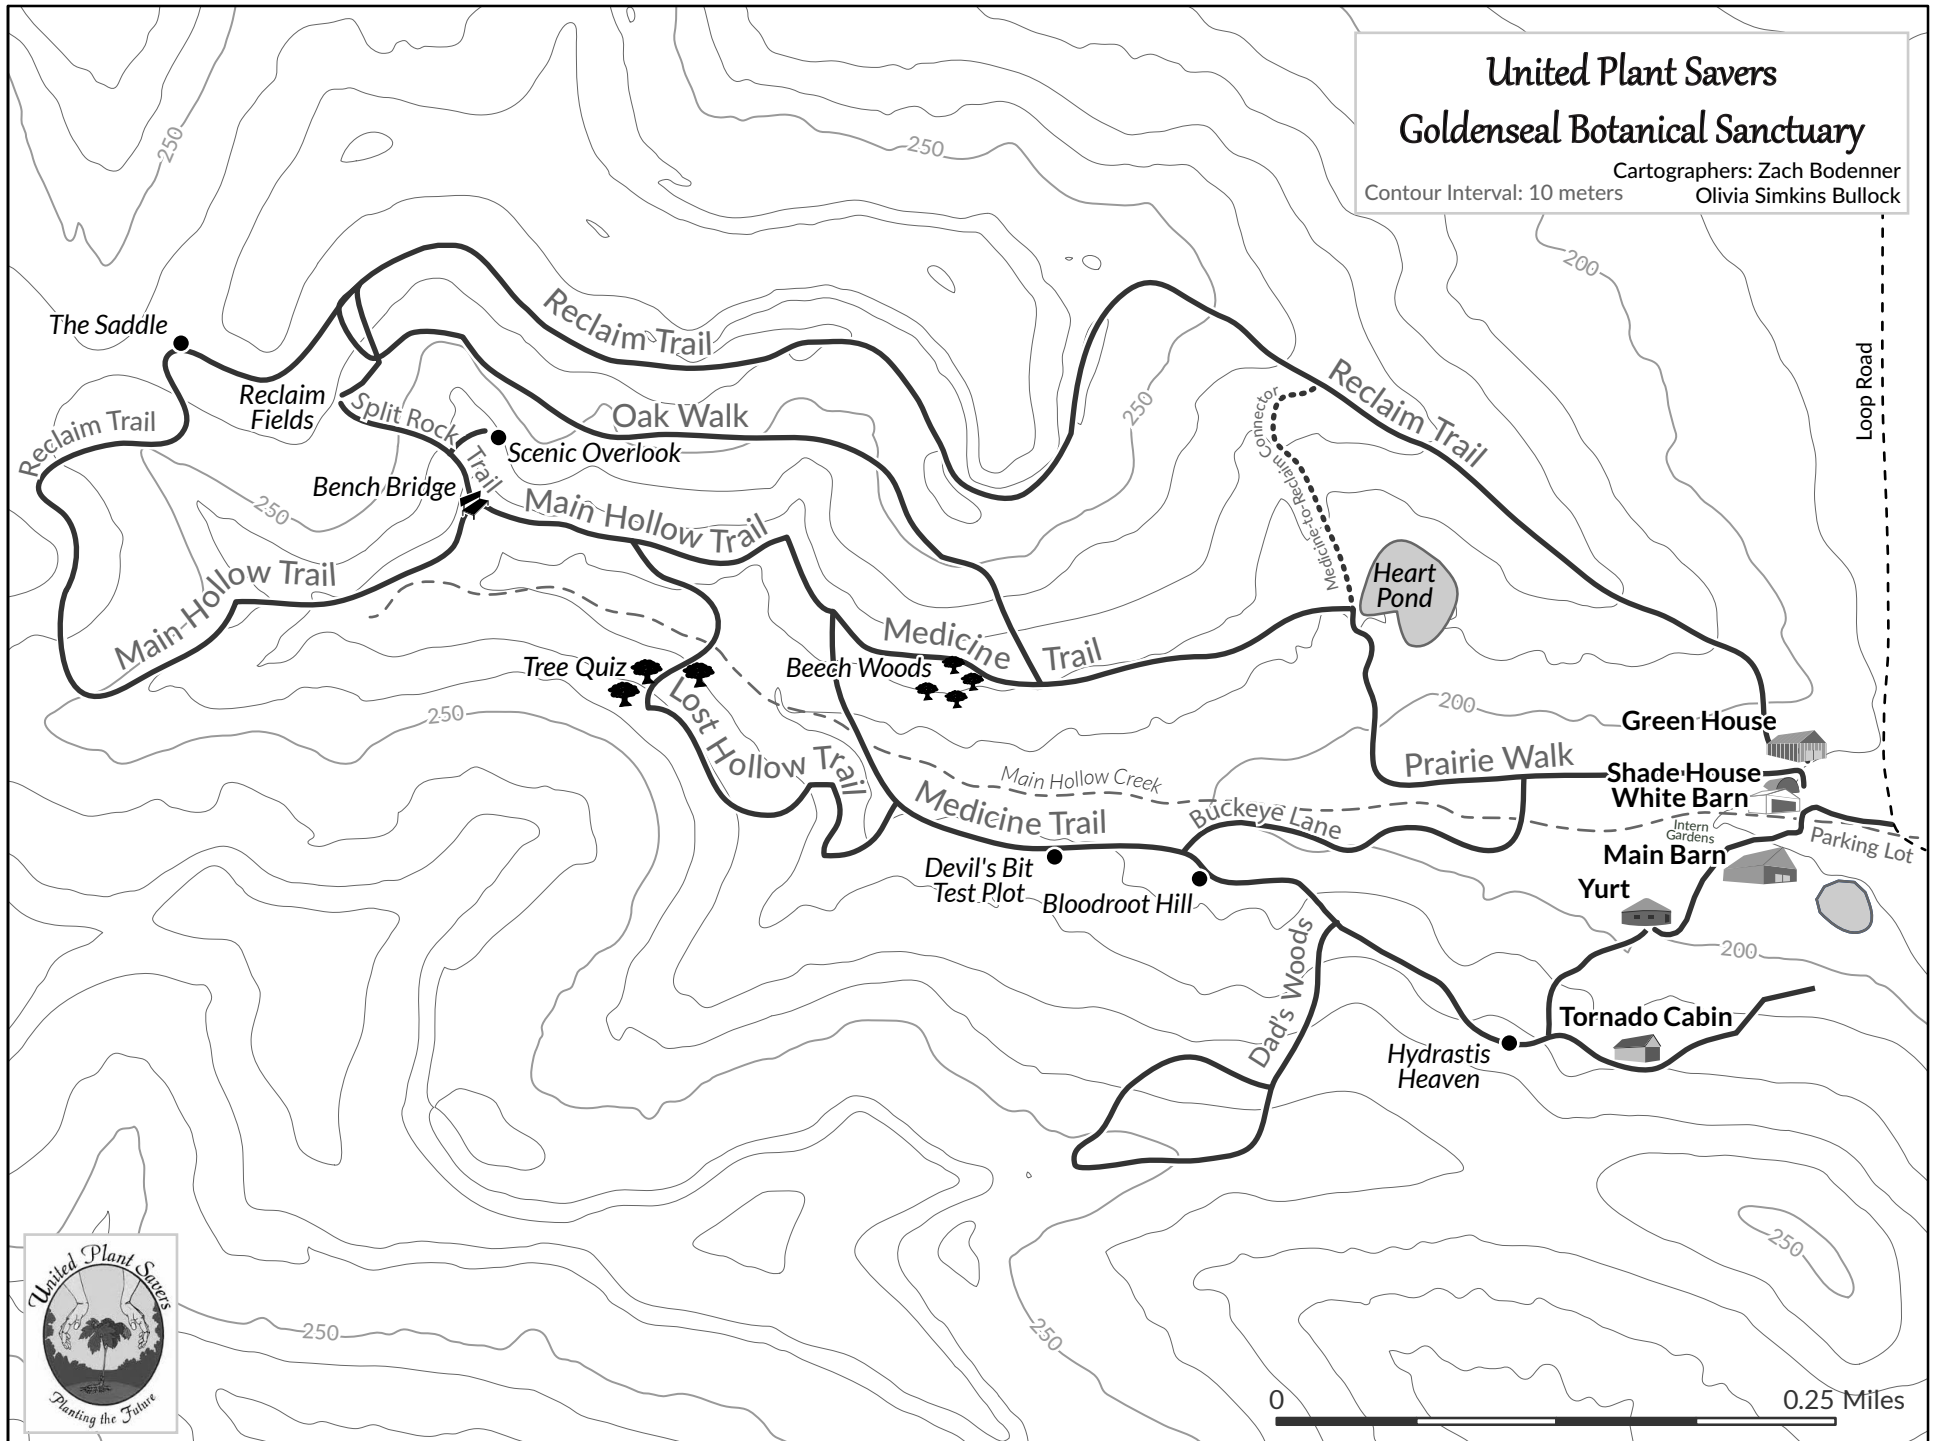 United Plant Savers
Goldenseal Botanical Sanctuary
Cartographers: Zach Bodenner
Contour Interval: 10 meters
Olivia Simkins Bullock
250
250
200
Loop Road
The Saddle
Reclaim Trail
Reclaim Trail
Reclaim
Fields
Split Rock
Trail
Oak Walk
250
Medicine-to-Reclaim Connector
Reclaim Trail
Scenic Overlook
Bench Bridge
250
Main Hollow Trail
Main Hollow Trail
Heart
Pond
Medicine Trail
Tree Quiz
Beech Woods
Lost Hollow Trail
250
200
Green House
Prairie Walk
Shade House
White Barn
Main Hollow Creek
Medicine Trail
Buckeye Lane
Intern
Gardens
Parking Lot
Main Barn
Devil's Bit
Test Plot
Bloodroot Hill
Yurt
Dad's Woods
200
Tornado Cabin
Hydrastis
Heaven
250
United Plant Savers
Planting the Future
250
250
0
0.25 Miles